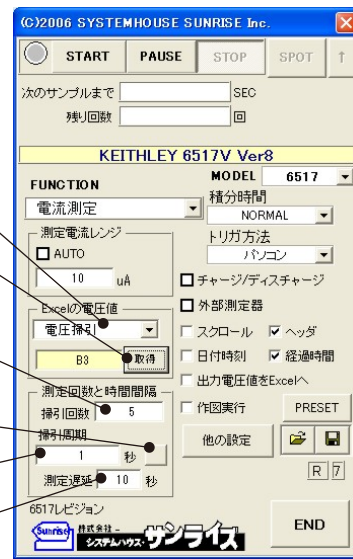 (C)2006 SYSTEMHOUSE SUNRISE Inc.
START PAUSE STOP SPOT ↑
次のサンプルまで SEC
残り回数 回
KEITHLEY 6517V Ver8
MODEL 6517
FUNCTION
電流測定
積分時間
NORMAL
測定電流レンジ
AUTO
10 uA
トリガ方法
パソコン
チャージ/ディスチャージ
Excelの電圧値
電圧掃引
B3 取得
外部測定器
スクロール ヘッダ
日付時刻 経過時間
出力電圧値をExcelへ
測定回数と時間間隔
掃引回数 5
作図実行 PRESET
掃引周期
1 秒
他の設定
測定遅延 10 秒
R 7
6517レビジョン
Sunrise 株式会社
システムハウス・サンライズ
END